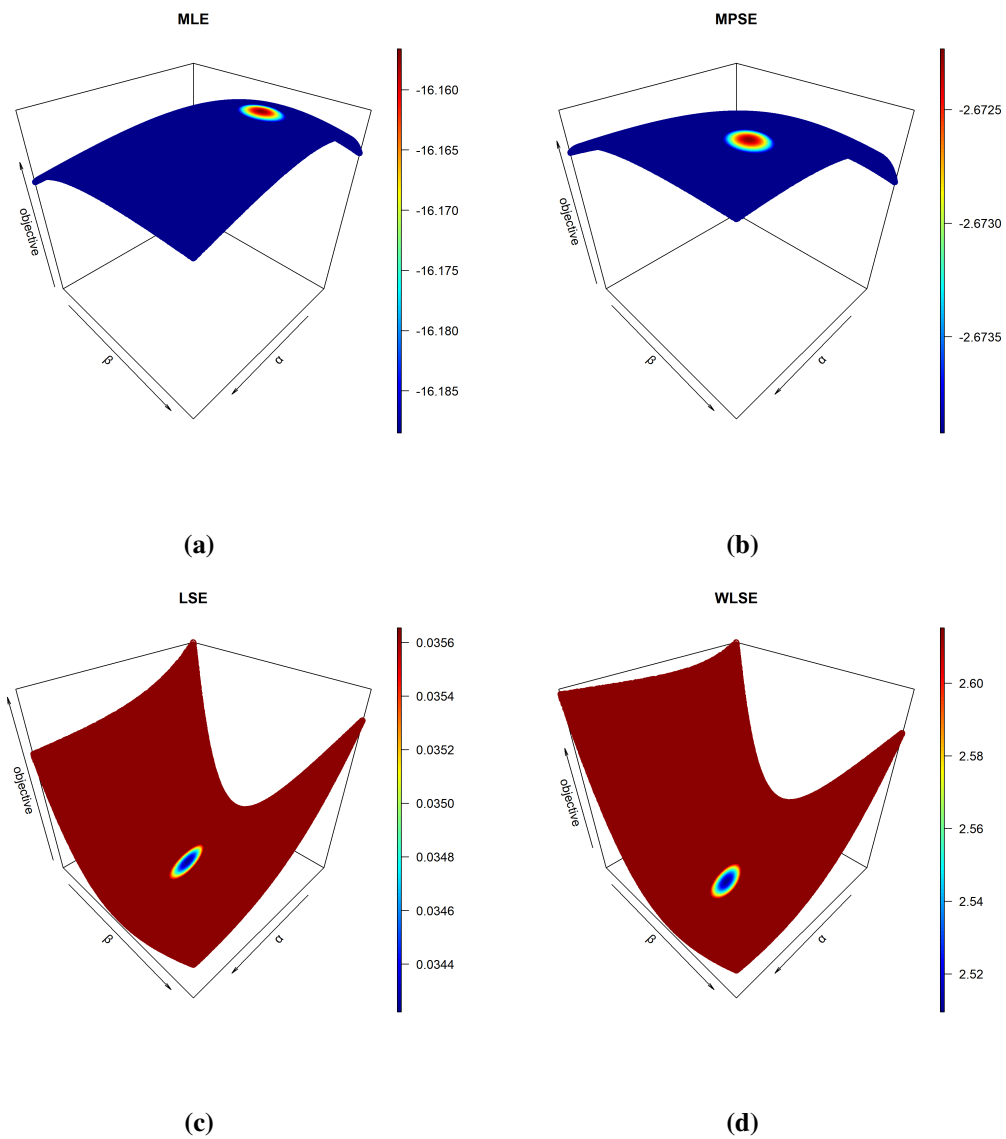 MLE
objective
β
α
-16.160
-16.165
-16.170
-16.175
-16.180
-16.185
(a)
MPSE
objective
β
α
-2.6725
-2.6730
-2.6735
(b)
LSE
objective
β
α
0.0356
0.0354
0.0352
0.0350
0.0348
0.0346
0.0344
(c)
WLSE
objective
β
α
2.60
2.58
2.56
2.54
2.52
(d)